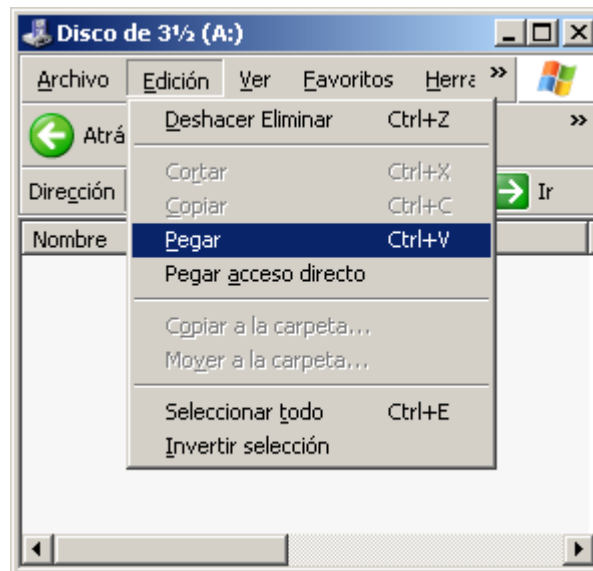 Disco de 3½ (A:)
Archivo Edición Ver Favoritos Herra »
Atrá »
Deshacer Eliminar Ctrl+Z
Cortar Ctrl+X
Copiar Ctrl+C
Dirección Ir
Nombre
Pegar Ctrl+V
Pegar acceso directo
Copiar a la carpeta...
Mover a la carpeta...
Seleccionar todo Ctrl+E
Invertir selección